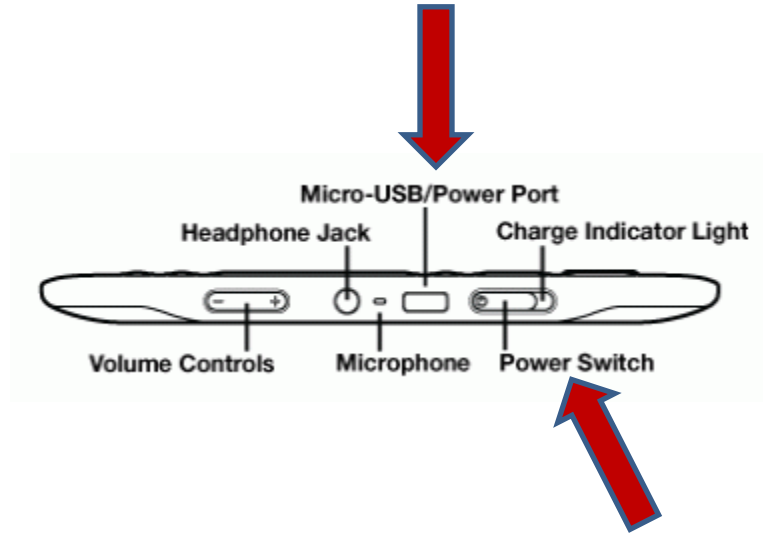 Micro-USB/Power Port
Headphone Jack
Charge Indicator Light
- +
Volume Controls
Microphone
Power Switch